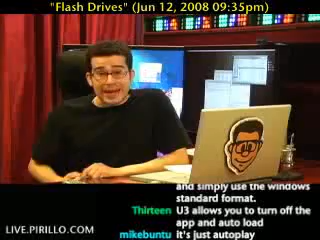 "Flash Drives" (Jun 12, 2008 09:35pm)
and simply use the windows
standard format.
Thirteen U3 allows you to turn off the
app and auto load
LIVE.PIRILLO.COM mikebuntu it's just autoplay